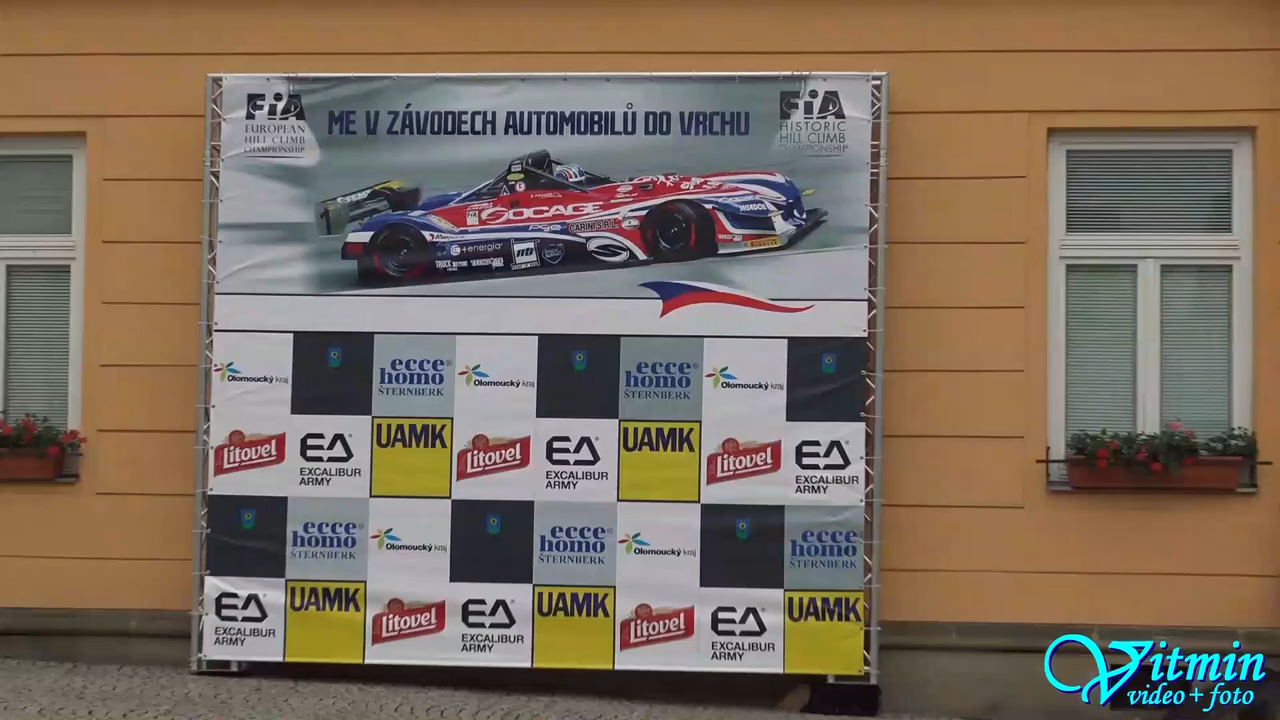 FiA
EUROPEAN
HILL CLIMB
CHAMPIONSHIP
ME V ZÁVODECH AUTOMOBILŮ DO VRCHU
FiA
HISTORIC
HILL CLIMB
CHAMPIONSHIP
1
SOCAGE
CARINI S.R.L
+energia
Olomoucký kraj
ecce
homo®
ŠTERNBERK
Olomoucký kraj
ecce
homo®
ŠTERNBERK
Olomoucký kraj
Litovel
EA
EXCALIBUR
ARMY
UAMK
Litovel
EA
EXCALIBUR
ARMY
UAMK
Litovel
EA
EXCALIBUR
ARMY
ecce
homo®
ŠTERNBERK
Olomoucký kraj
ecce
homo®
ŠTERNBERK
Olomoucký kraj
ecce
homo®
ŠTERNBERK
EA
EXCALIBUR
ARMY
UAMK
Litovel
EA
EXCALIBUR
ARMY
UAMK
Litovel
EA
EXCALIBUR
ARMY
UAMK
Vitmin
video+foto